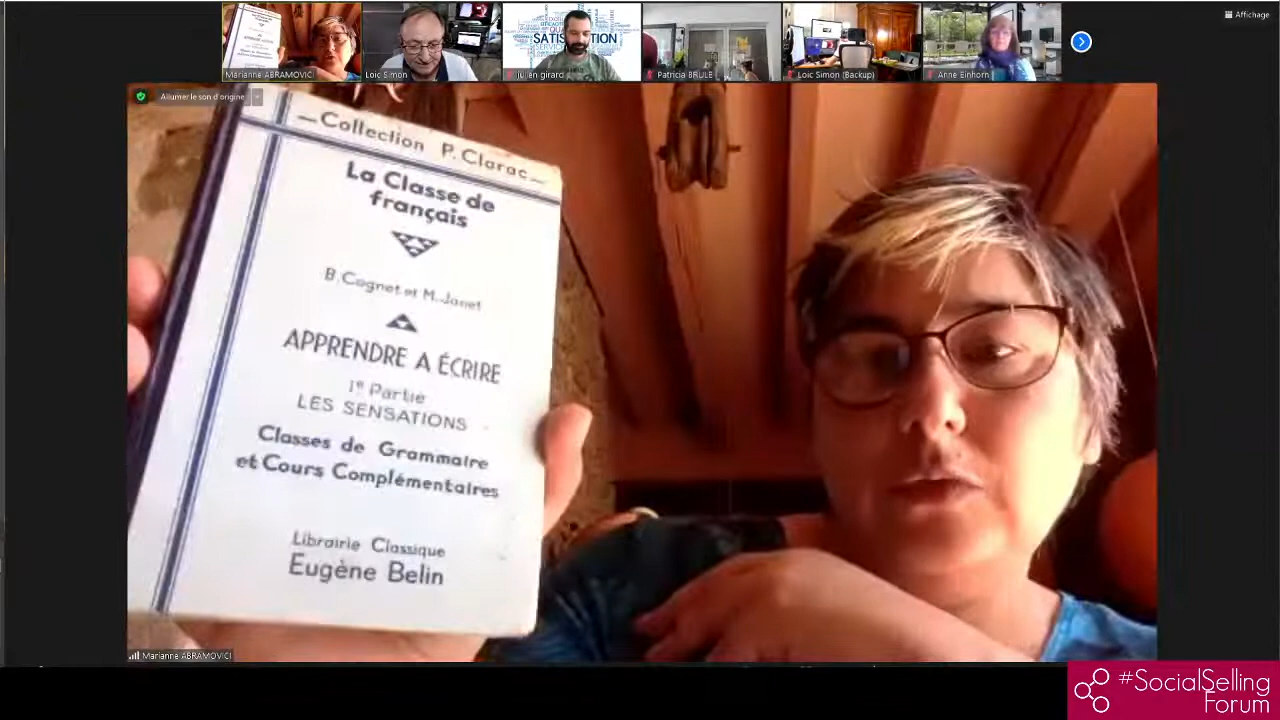 Affichage
Marianne ABRAMOVICI
Loic Simon
SATISFACTION
SERVICE
julien girard
Patricia BRULE
Loic Simon (Backup)
Anne Einhorn
Allumer le son d'origine
— Collection P. Clarac —
La Classe de
français
B. Cognet et M. Janet
APPRENDRE A ÉCRIRE
1e Partie
LES SENSATIONS
Classes de Grammaire
et Cours Complémentaires
Librairie Classique
Eugène Belin
Marianne ABRAMOVICI
#SocialSelling
Forum